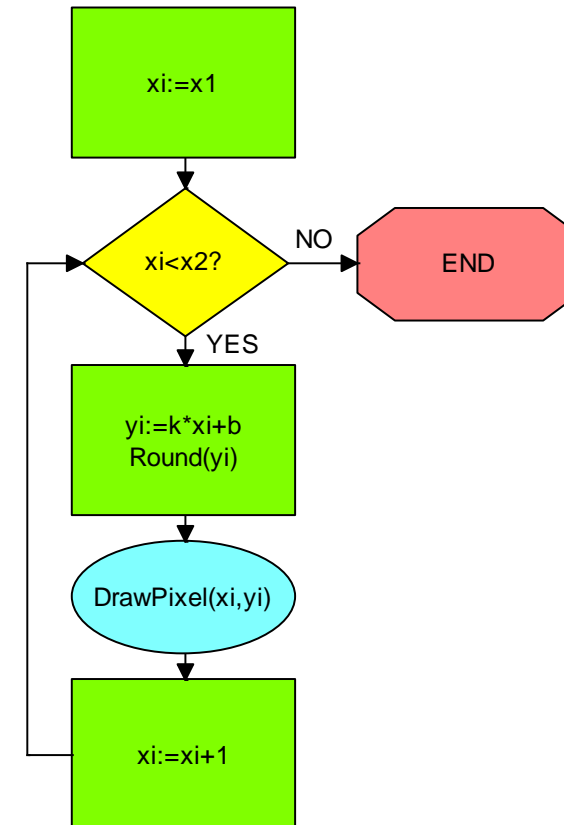 xi:=x1
xi<x2?
NO
END
YES
yi:=k*xi+b
Round(yi)
DrawPixel(xi,yi)
xi:=xi+1